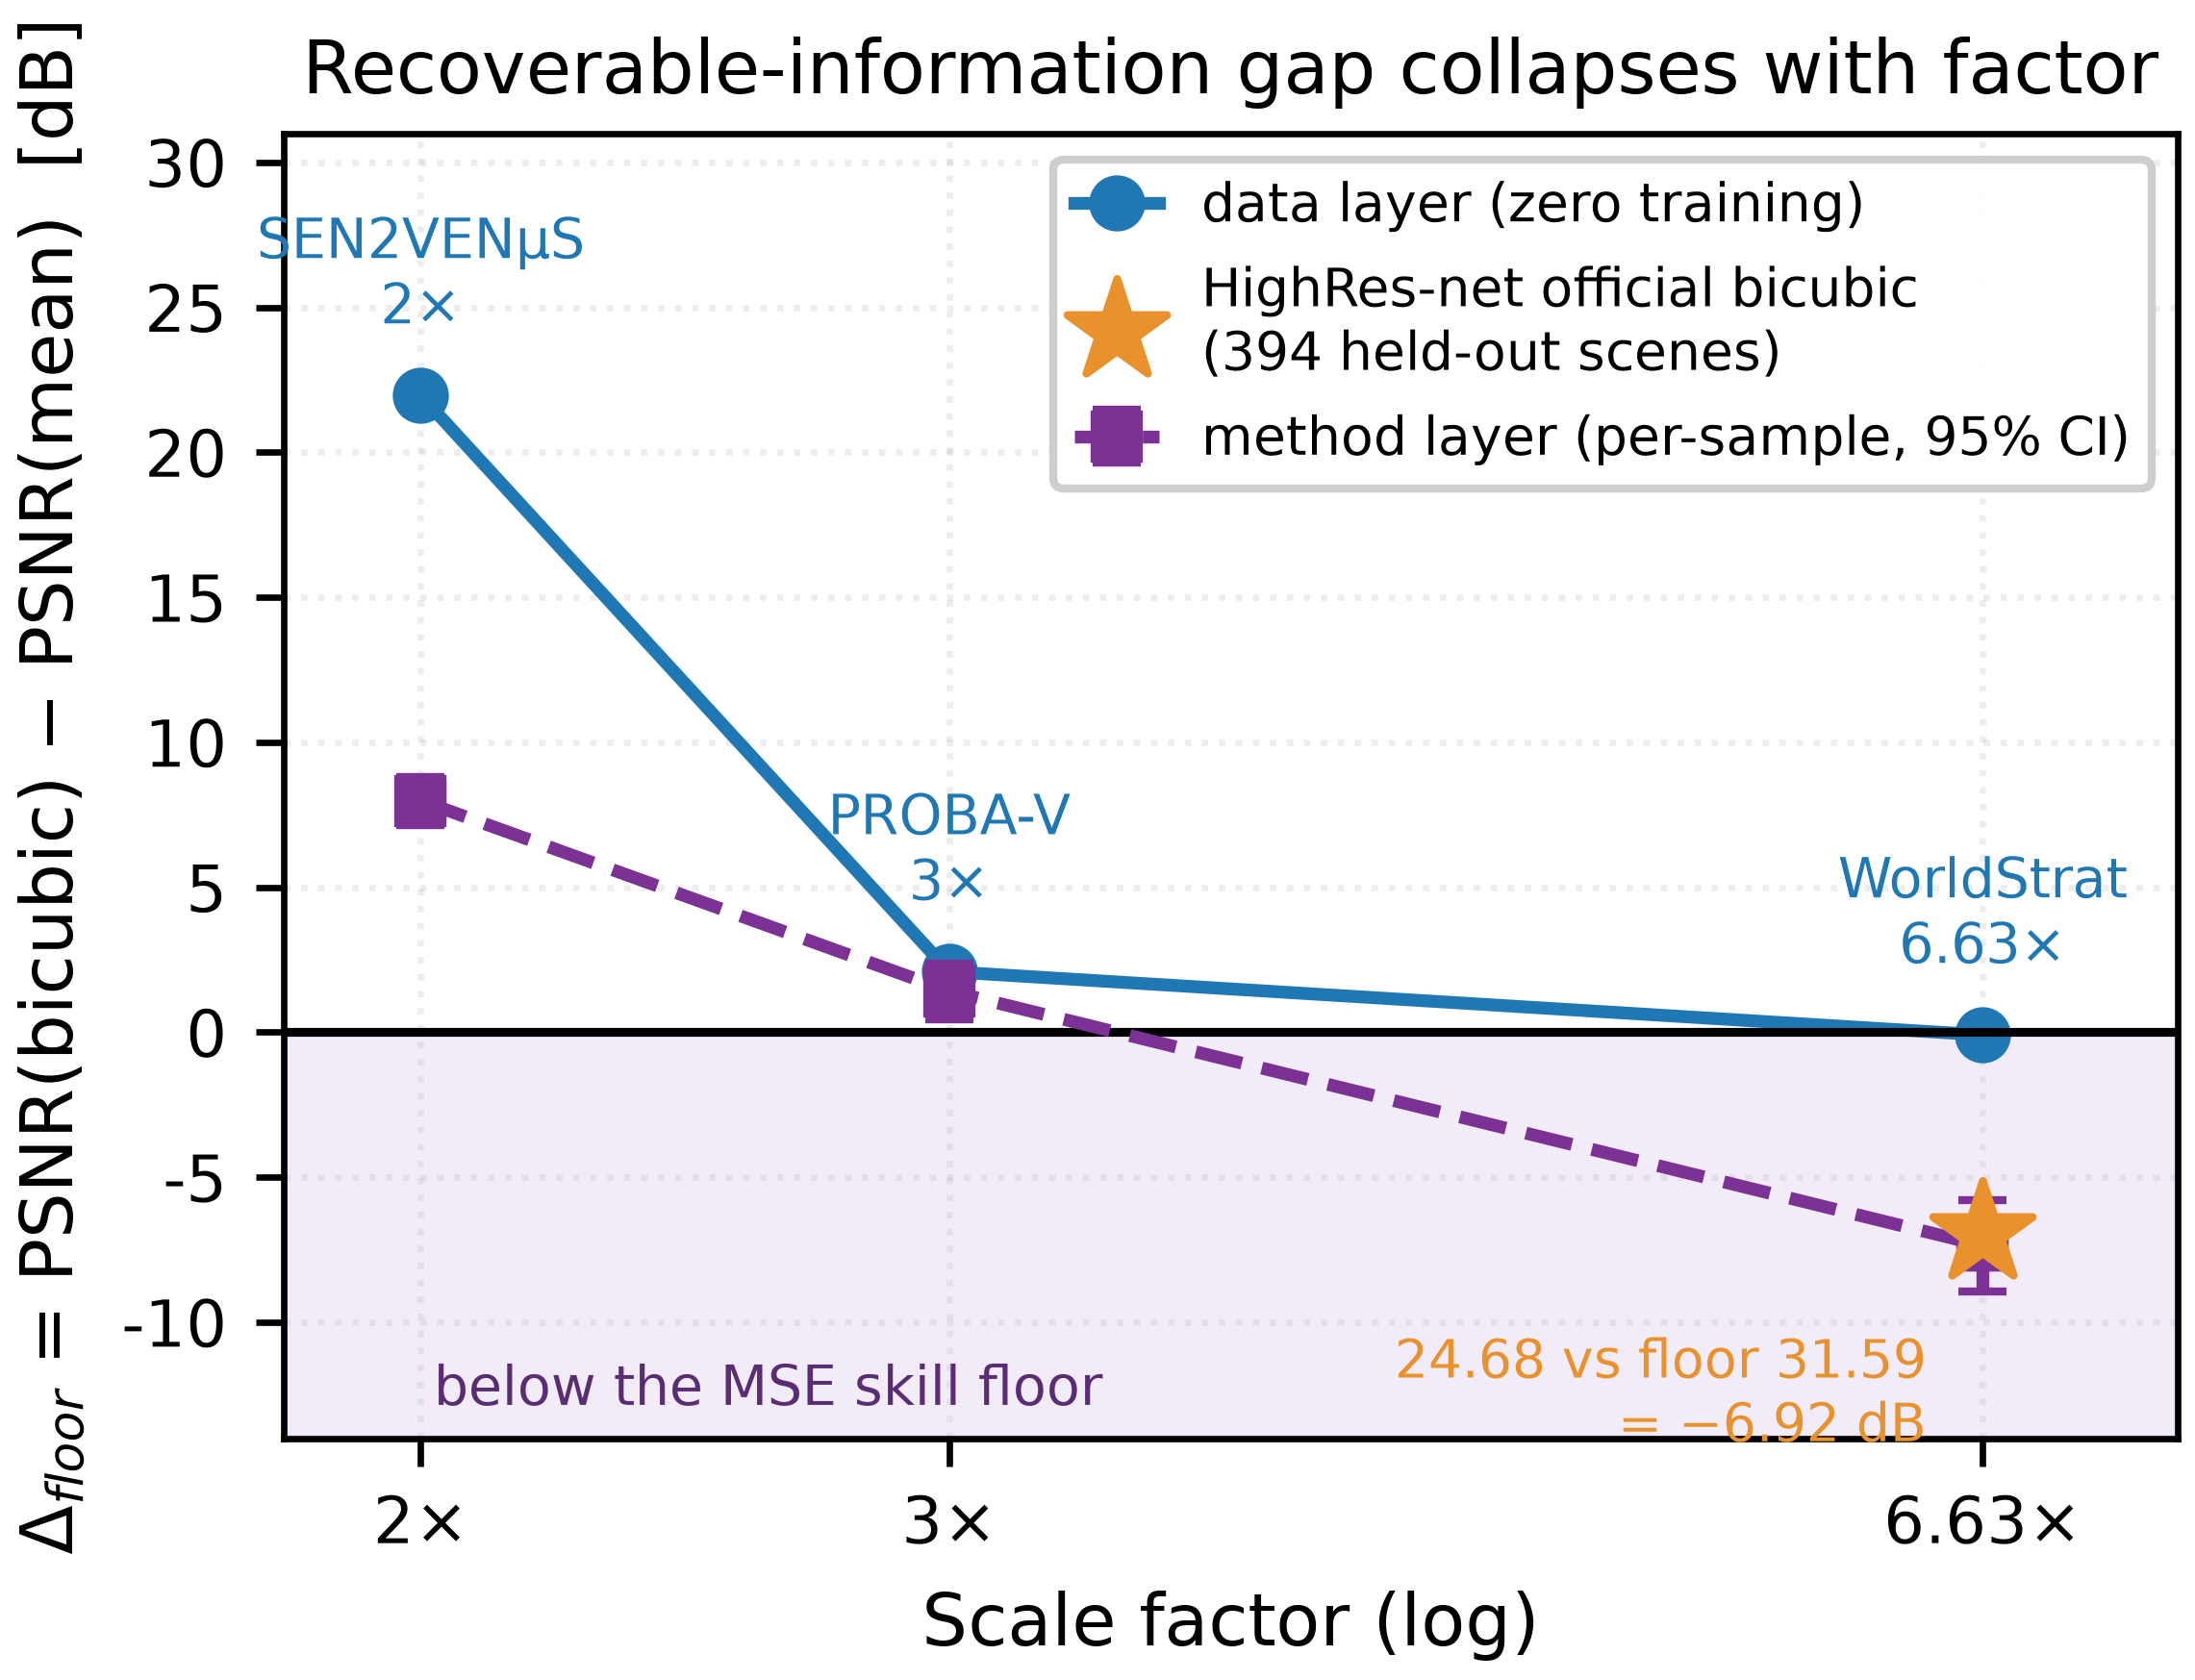 Recoverable-information gap collapses with factor
Δfloor = PSNR(bicubic) − PSNR(mean) [dB]
30
25
20
15
10
5
0
-5
-10
data layer (zero training)
HighRes-net official bicubic
(394 held-out scenes)
method layer (per-sample, 95% CI)
SEN2VENµS
2×
PROBA-V
3×
WorldStrat
6.63×
24.68 vs floor 31.59
= −6.92 dB
below the MSE skill floor
2×
3×
6.63×
Scale factor (log)